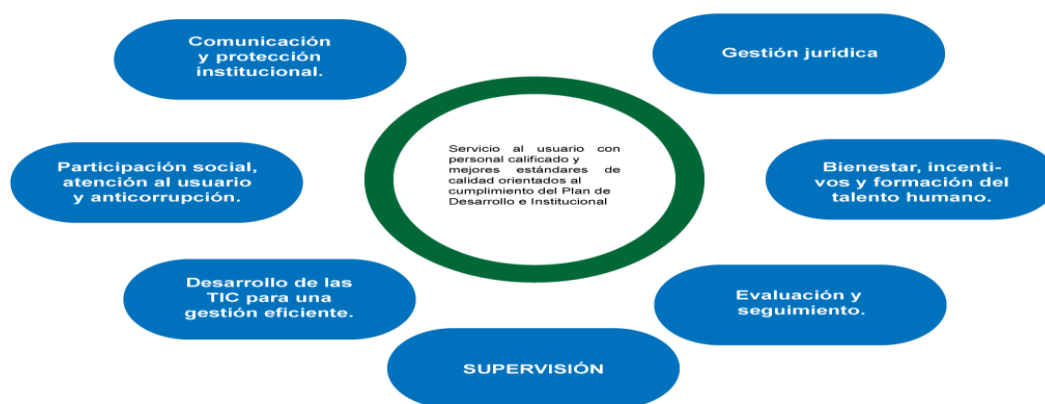 Comunicación
y protección
institucional.
Gestión jurídica
Servicio al usuario con
personal calificado y
mejores estándares de
calidad orientados al
cumplimiento del Plan de
Desarrollo e Institucional
Participación social,
atención al usuario
y anticorrupción.
Bienestar, incenti-
vos y formación del
talento humano.
Desarrollo de las
TIC para una
gestión eficiente.
Evaluación y
seguimiento.
SUPERVISIÓN